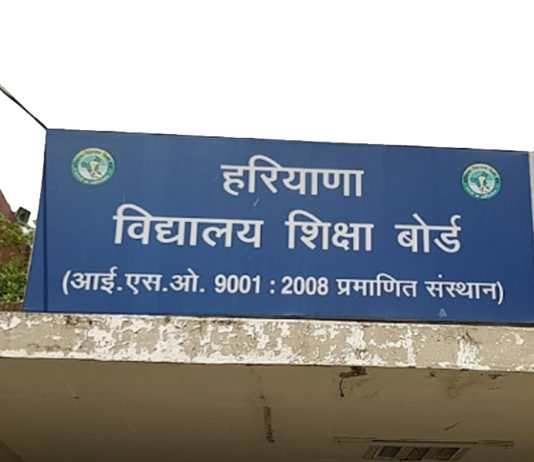 हरियाणा
विद्यालय शिक्षा बोर्ड
(आई.एस.ओ. 9001 : 2008 प्रमाणित संस्थान)